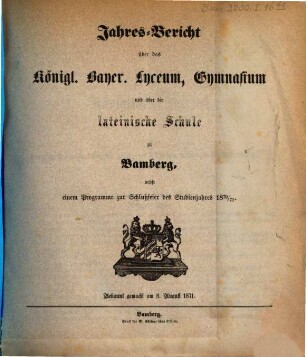 Jahres-Bericht
über das
Königl. Bayer. Lyceum, Gymnasium
und über die
lateinische Schule
zu
Bamberg,
nebst
einem Programme zur Schlußfeier des Studienjahres 1870/71.
Bekannt gemacht am 8. August 1871.
Bamberg.